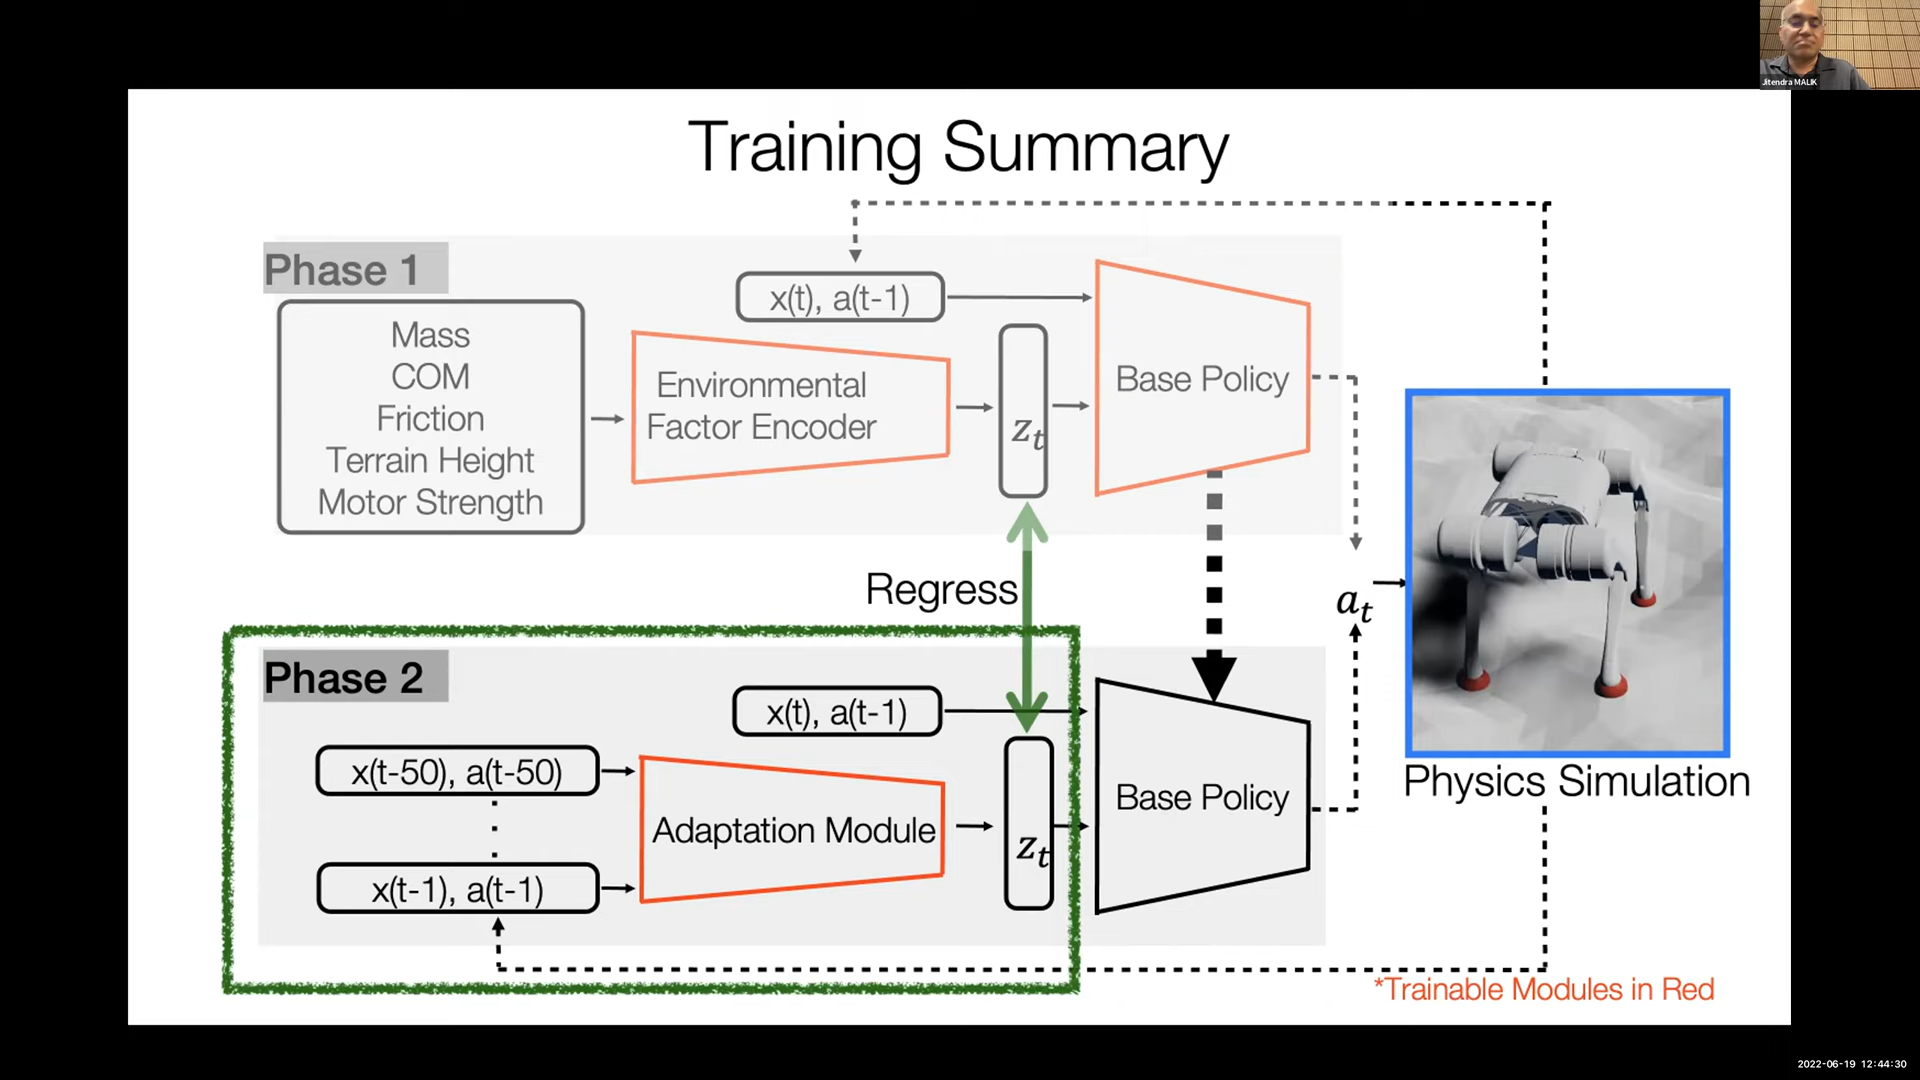 Jitendra MALIK
Training Summary
Phase 1
x(t), a(t-1)
Mass
COM
Friction
Terrain Height
Motor Strength
Environmental
Factor Encoder
z_t
Base Policy
Regress
a_t
Phase 2
x(t), a(t-1)
x(t-50), a(t-50)
x(t-1), a(t-1)
Adaptation Module
z_t
Base Policy
Physics Simulation
*Trainable Modules in Red
2022-06-19 12:44:30